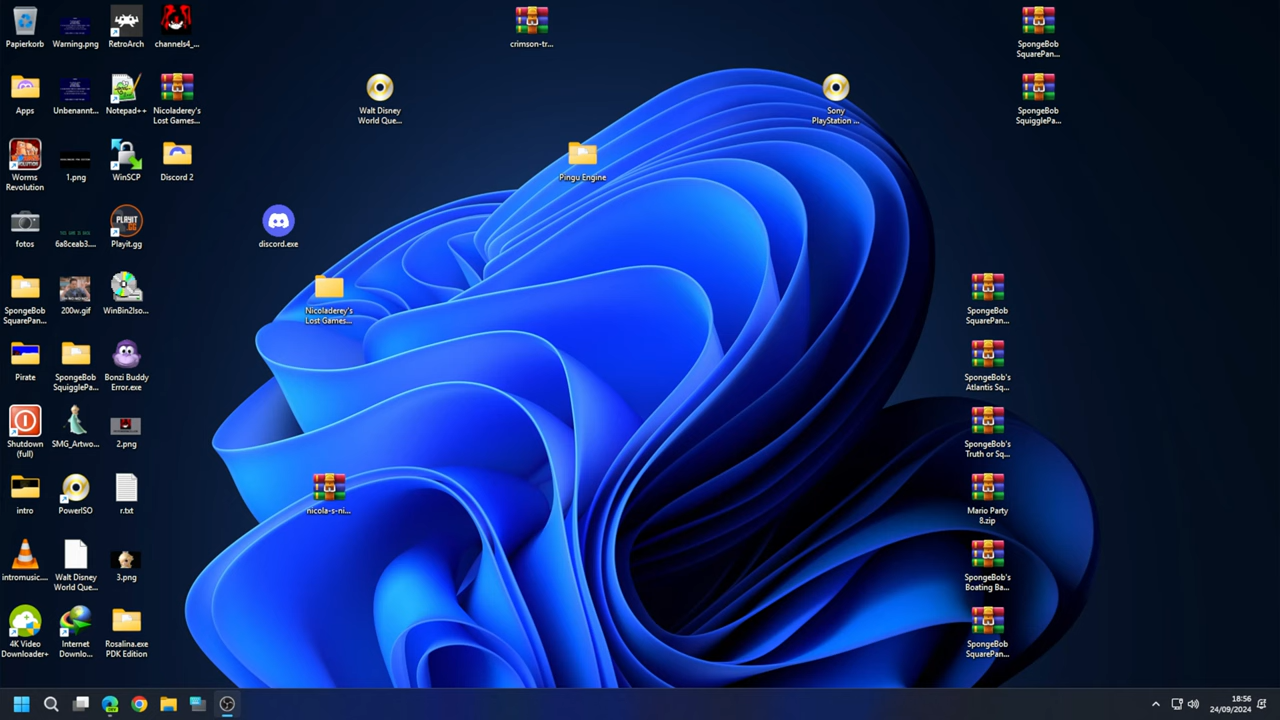 Papierkorb
Warning.png
RetroArch
channels4_...
crimson-tr...
SpongeBob
SquarePan...
Apps
Unbenannt...
Notepad++
Nicoladerey's
Lost Games...
Walt Disney
World Que...
Sony
PlayStation ...
SpongeBob
SquigglePa...
Worms
Revolution
1.png
WinSCP
Discord 2
Pingu Engine
fotos
6a8ceab3....
Playit.gg
discord.exe
SpongeBob
SquarePan...
200w.gif
WinBin2Iso...
Nicoladerey's
Lost Games...
SpongeBob
SquarePan...
Pirate
SpongeBob
SquigglePa...
Bonzi Buddy
Error.exe
SpongeBob's
Atlantis Sq...
Shutdown
(full)
SMG_Artwo...
2.png
SpongeBob's
Truth or Sq...
intro
PowerISO
r.txt
nicola-s-ni...
Mario Party
8.zip
intromusic....
Walt Disney
World Que...
3.png
SpongeBob's
Boating Ba...
4K Video
Downloader+
Internet
Downlo...
Rosalina.exe
PDK Edition
SpongeBob
SquarePan...
18:56
24/09/2024